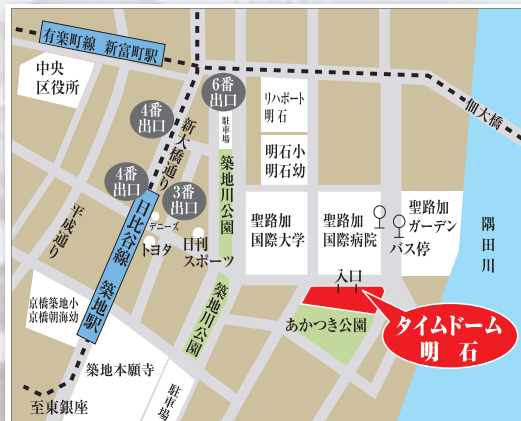 有楽町線 新富町駅
中央
区役所
4番
出口
新大橋通り
6番
出口
駐車場
リハポート
明石
明石小
明石幼
佃大橋
4番
出口
3番
出口
築地川公園
デニーズ
トヨタ
日刊
スポーツ
平成通り
日比谷線 築地駅
聖路加
国際大学
聖路加
国際病院
聖路加
ガーデン
バス停
隅田川
入口
タイムドーム
明石
あかつき公園
築地川公園
京橋築地小
京橋朝海幼
築地本願寺
駐車場
至東銀座